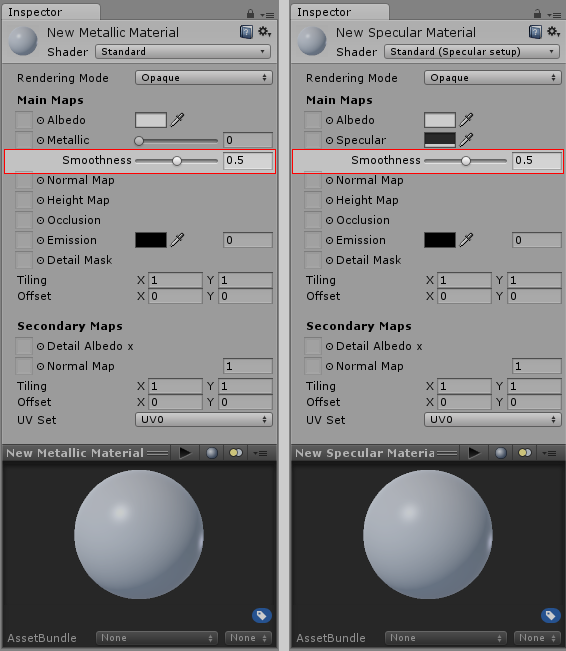 Inspector
New Metallic Material
Shader Standard
Rendering Mode Opaque
Main Maps
Albedo
Metallic 0
Smoothness 0.5
Normal Map
Height Map
Occlusion
Emission 0
Detail Mask
Tiling X 1 Y 1
Offset X 0 Y 0
Secondary Maps
Detail Albedo x
Normal Map 1
Tiling X 1 Y 1
Offset X 0 Y 0
UV Set UV0
New Metallic Material
AssetBundle None None
Inspector
New Specular Material
Shader Standard (Specular setup)
Rendering Mode Opaque
Main Maps
Albedo
Specular
Smoothness 0.5
Normal Map
Height Map
Occlusion
Emission 0
Detail Mask
Tiling X 1 Y 1
Offset X 0 Y 0
Secondary Maps
Detail Albedo x
Normal Map 1
Tiling X 1 Y 1
Offset X 0 Y 0
UV Set UV0
New Specular Materia
AssetBundle None None